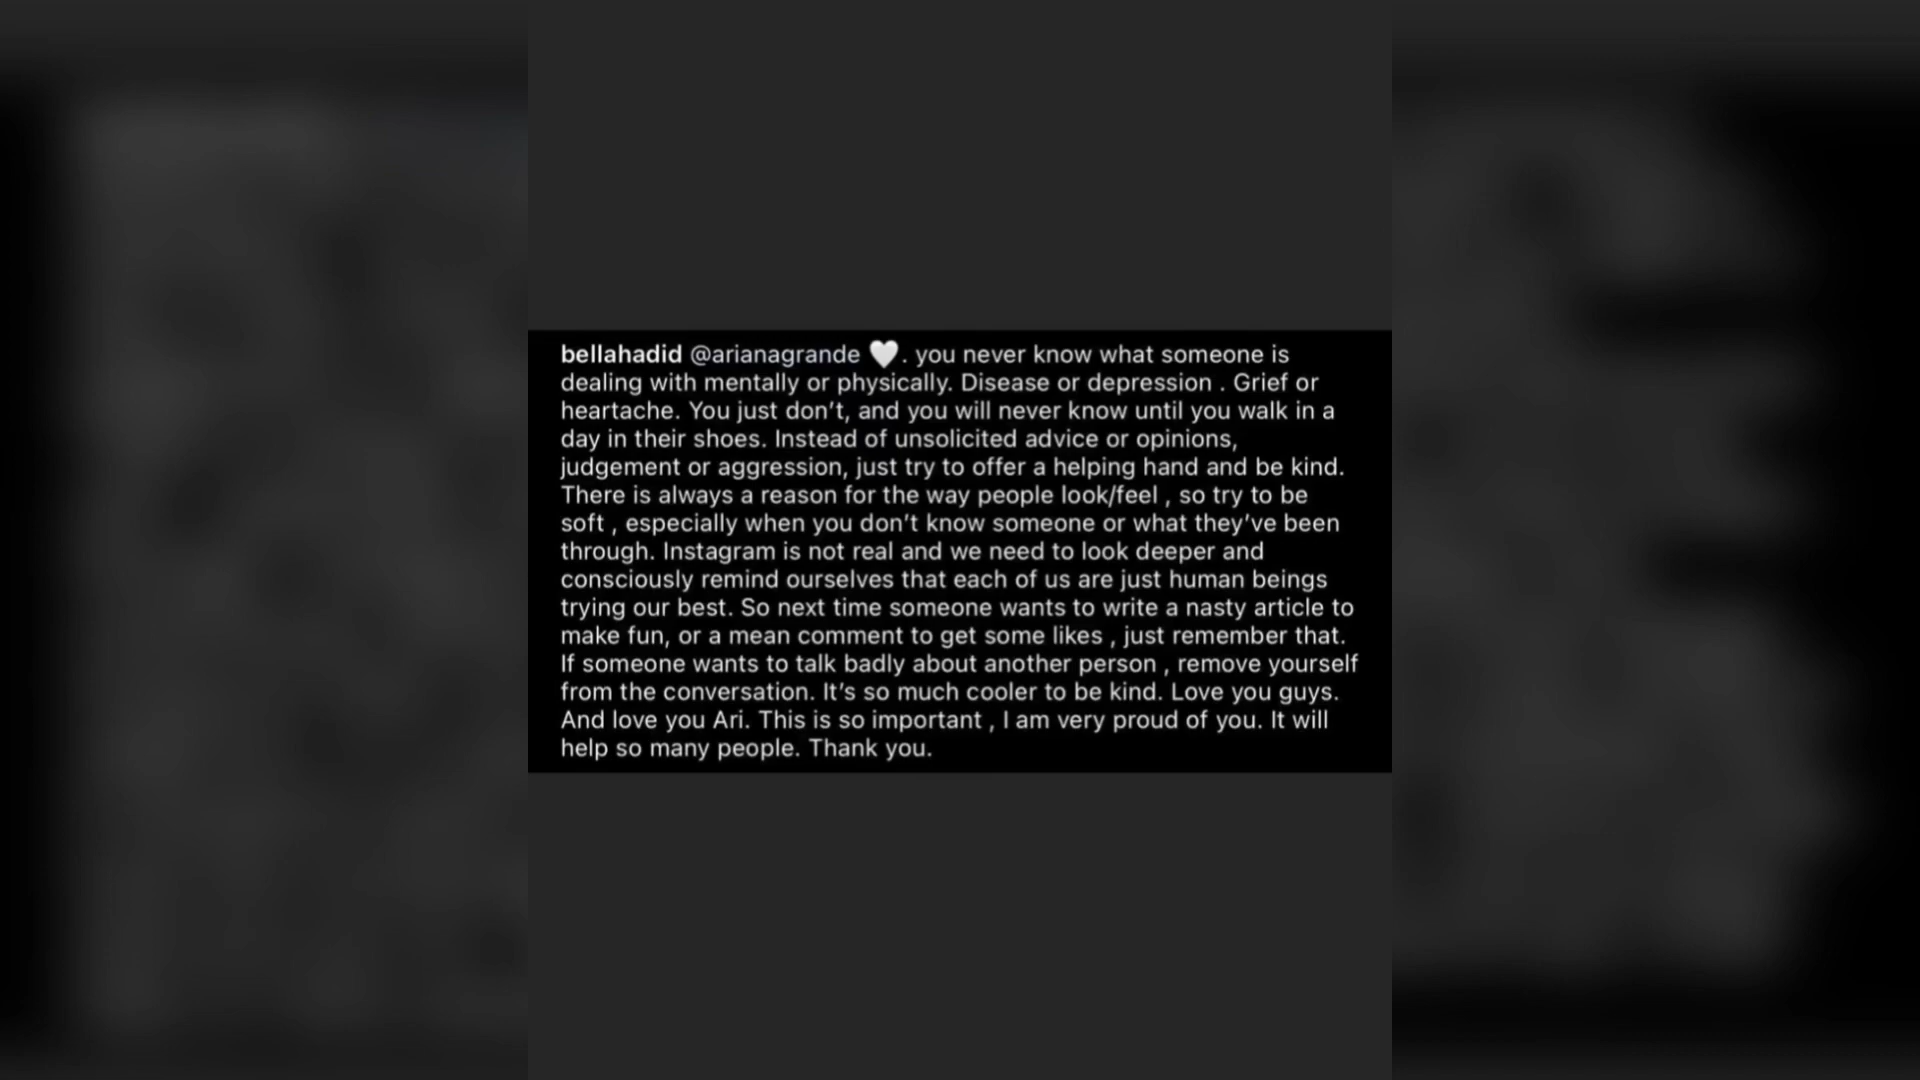 bellahadid @arianagrande 🤍. you never know what someone is
dealing with mentally or physically. Disease or depression . Grief or
heartache. You just don’t, and you will never know until you walk in a
day in their shoes. Instead of unsolicited advice or opinions,
judgement or aggression, just try to offer a helping hand and be kind.
There is always a reason for the way people look/feel , so try to be
soft , especially when you don’t know someone or what they’ve been
through. Instagram is not real and we need to look deeper and
consciously remind ourselves that each of us are just human beings
trying our best. So next time someone wants to write a nasty article to
make fun, or a mean comment to get some likes , just remember that.
If someone wants to talk badly about another person , remove yourself
from the conversation. It’s so much cooler to be kind. Love you guys.
And love you Ari. This is so important , I am very proud of you. It will
help so many people. Thank you.